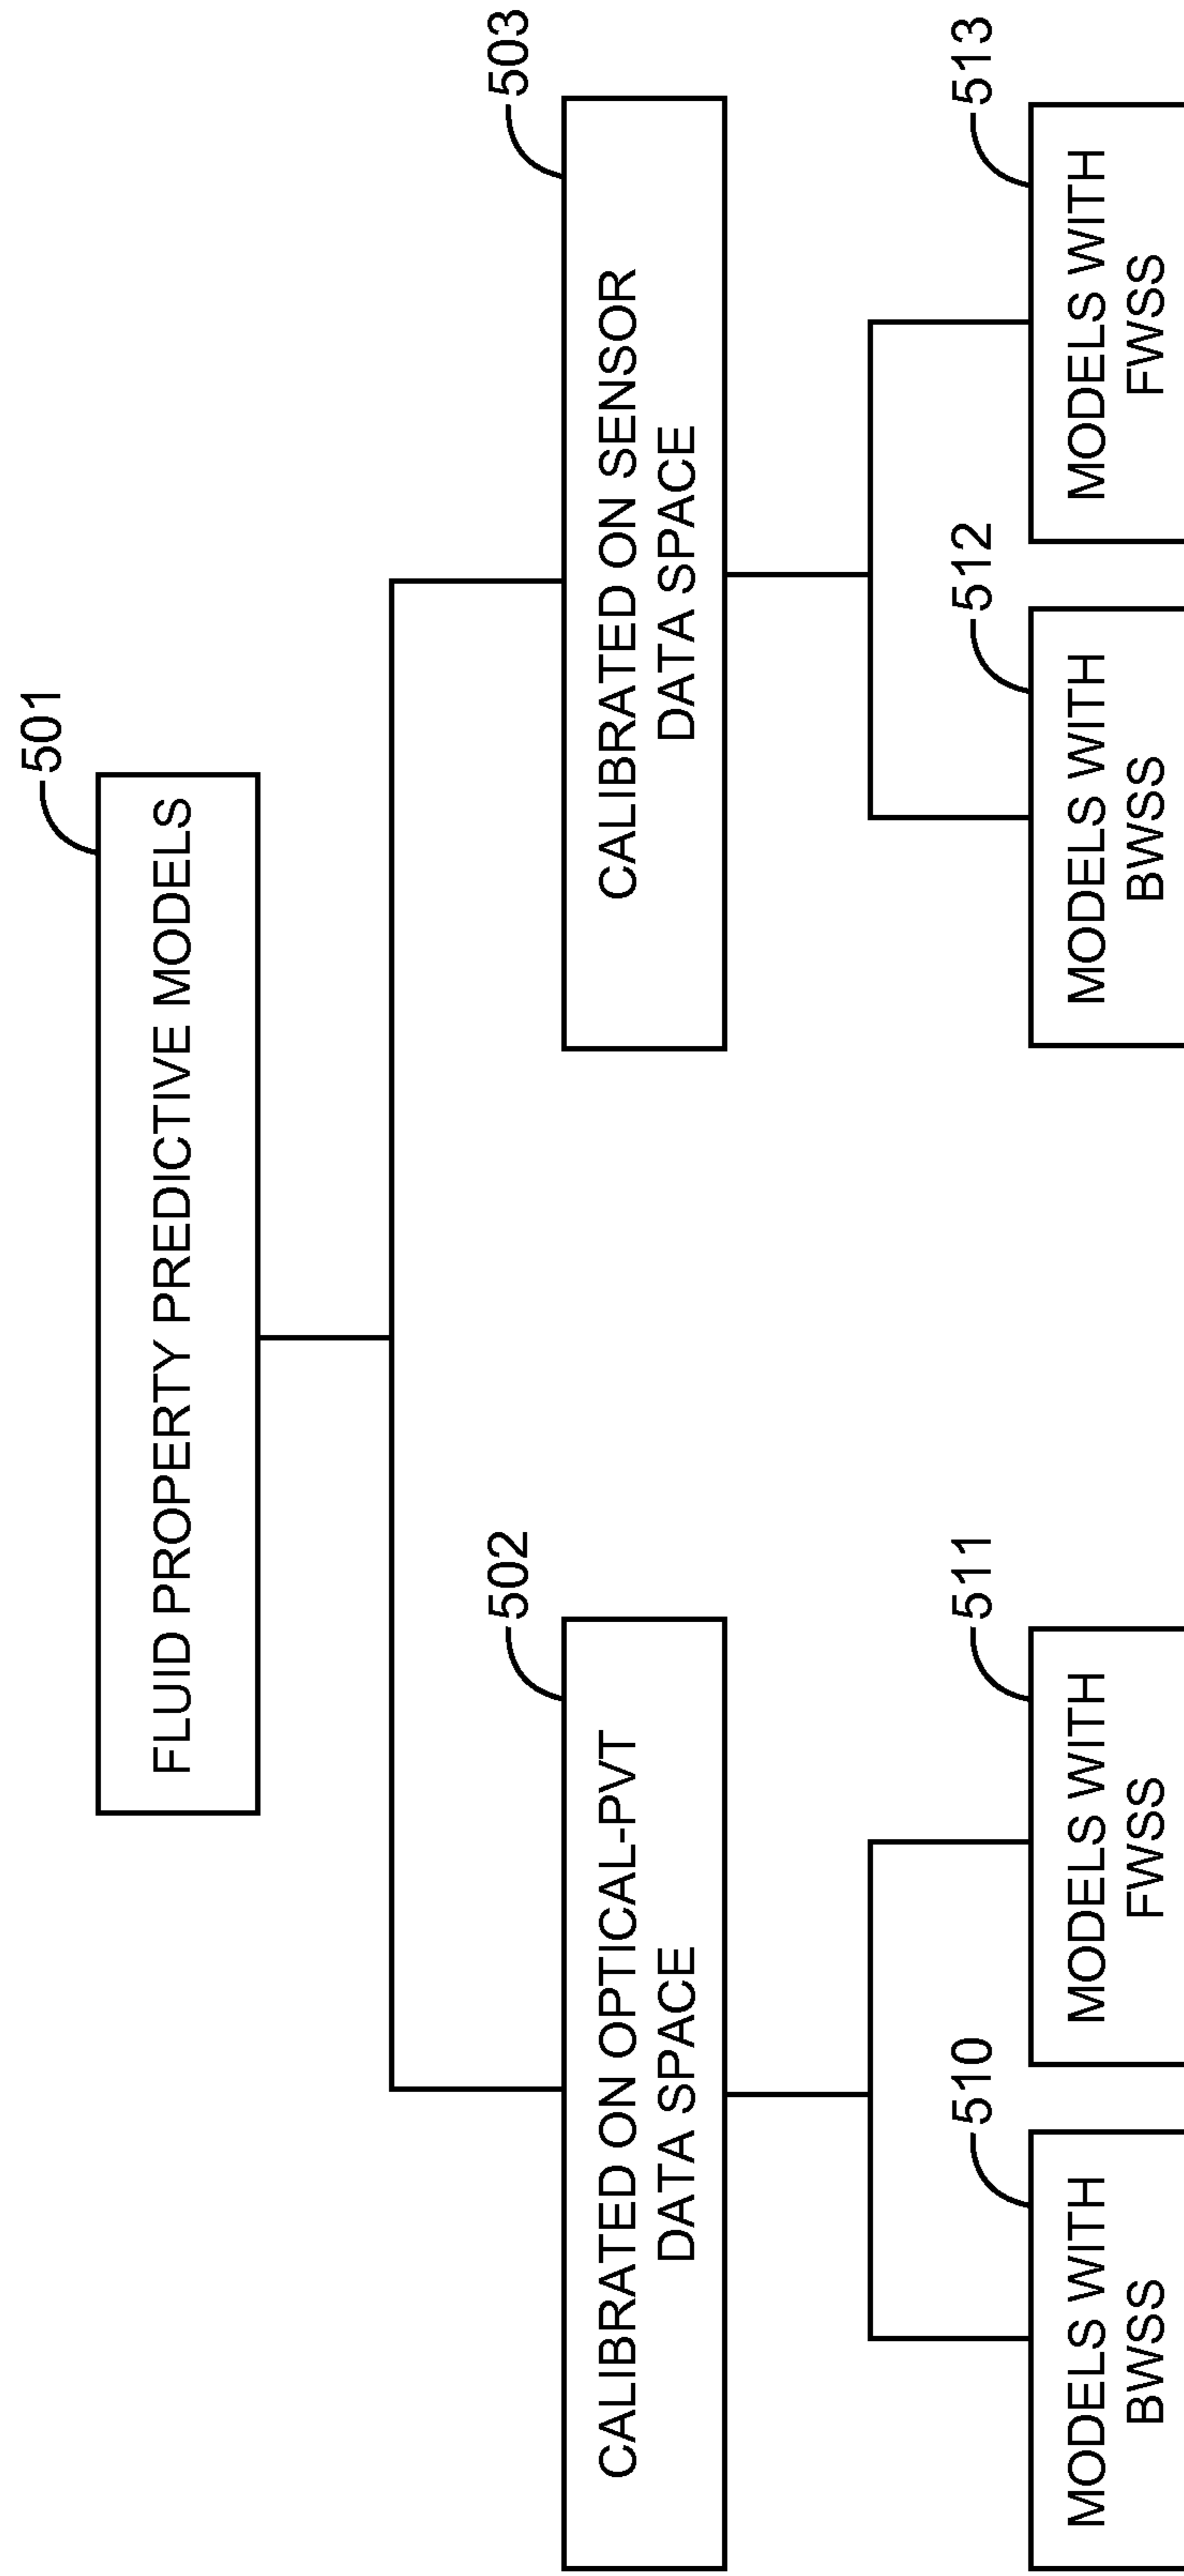 501
FLUID PROPERTY PREDICTIVE MODELS
502
CALIBRATED ON OPTICAL-PVT
DATA SPACE
503
CALIBRATED ON SENSOR
DATA SPACE
510
MODELS WITH
BWSS
511
MODELS WITH
FWSS
512
MODELS WITH
BWSS
513
MODELS WITH
FWSS